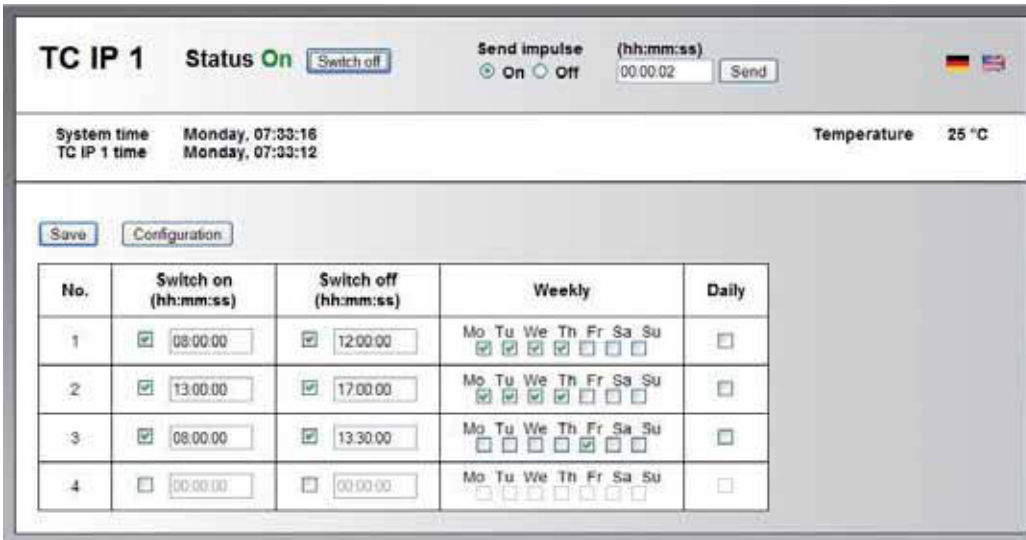 TC IP 1 Status On Switch off Send impulse (hh:mm:ss)
On Off 00:00:02 Send
System time Monday, 07:33:16 Temperature 25 °C
TC IP 1 time Monday, 07:33:12
Save Configuration
No. Switch on (hh:mm:ss) Switch off (hh:mm:ss) Weekly Daily
1 08:00:00 12:00:00 Mo Tu We Th Fr Sa Su
2 13:00:00 17:00:00 Mo Tu We Th Fr Sa Su
3 08:00:00 13:30:00 Mo Tu We Th Fr Sa Su
4 00:00:00 00:00:00 Mo Tu We Th Fr Sa Su